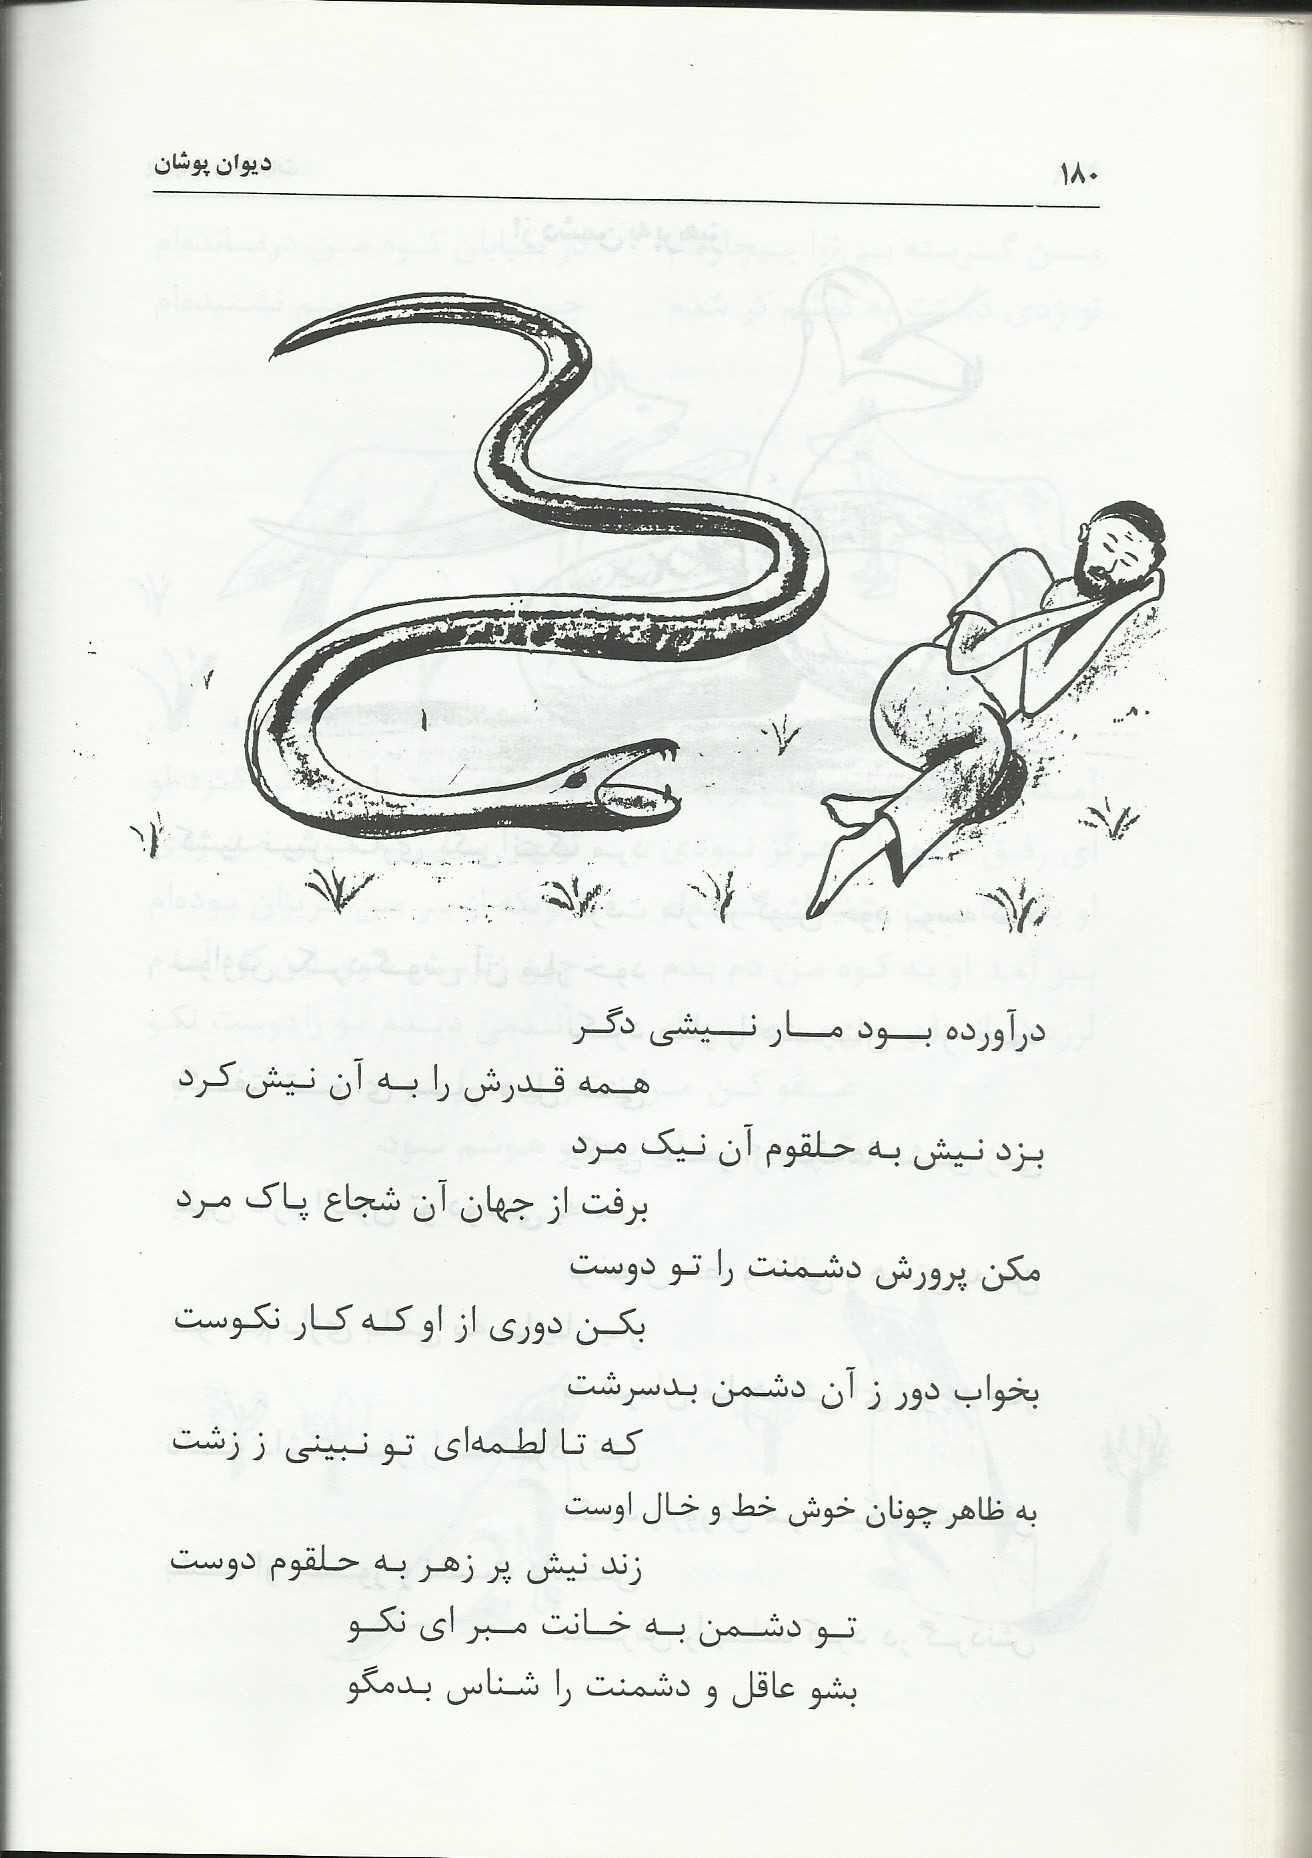 ۱۸۰
دیوان پوشان
درآورده بود مار نیشی دگر
همه قدرش را به آن نیش کرد
بزد نیش به حلقوم آن نیک مرد
برفت از جهان آن شجاع پاک مرد
مکن پرورش دشمنت را تو دوست
بکن دوری از او که کار نکوست
بخواب دور ز آن دشمن بدسرشت
که تا لطمه‌ای تو نبینی ز زشت
به ظاهر چونان خوش خط و خال اوست
زند نیش پر زهر به حلقوم دوست
تو دشمن به خانت مبر ای نکو
بشو عاقل و دشمنت را شناس بدمگو